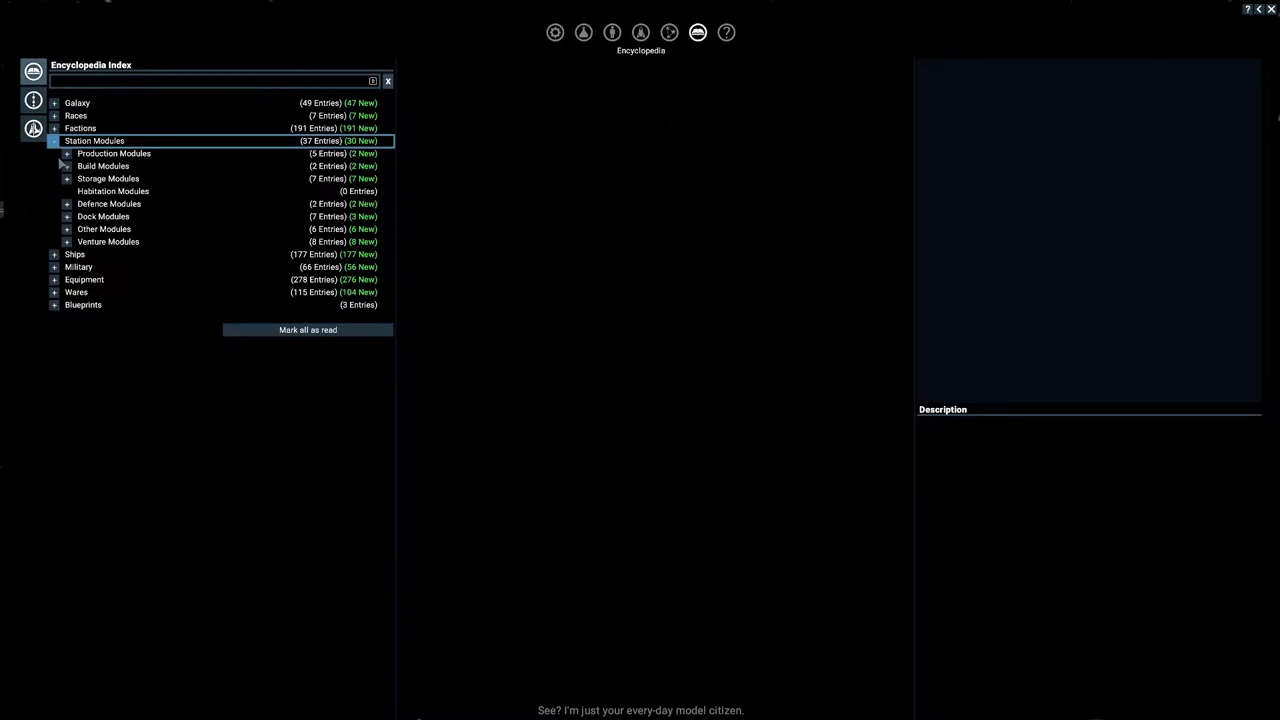 Encyclopedia
Encyclopedia Index
x
Galaxy (49 Entries) (47 New)
Races (7 Entries) (7 New)
Factions (191 Entries) (191 New)
Station Modules (37 Entries) (30 New)
Production Modules (5 Entries) (2 New)
Build Modules (2 Entries) (2 New)
Storage Modules (7 Entries) (7 New)
Habitation Modules (0 Entries)
Defence Modules (2 Entries) (2 New)
Dock Modules (7 Entries) (3 New)
Other Modules (6 Entries) (6 New)
Venture Modules (8 Entries) (8 New)
Ships (177 Entries) (177 New)
Military (66 Entries) (56 New)
Equipment (278 Entries) (276 New)
Wares (115 Entries) (104 New)
Blueprints (3 Entries)
Mark all as read
Description
See? I'm just your every-day model citizen.